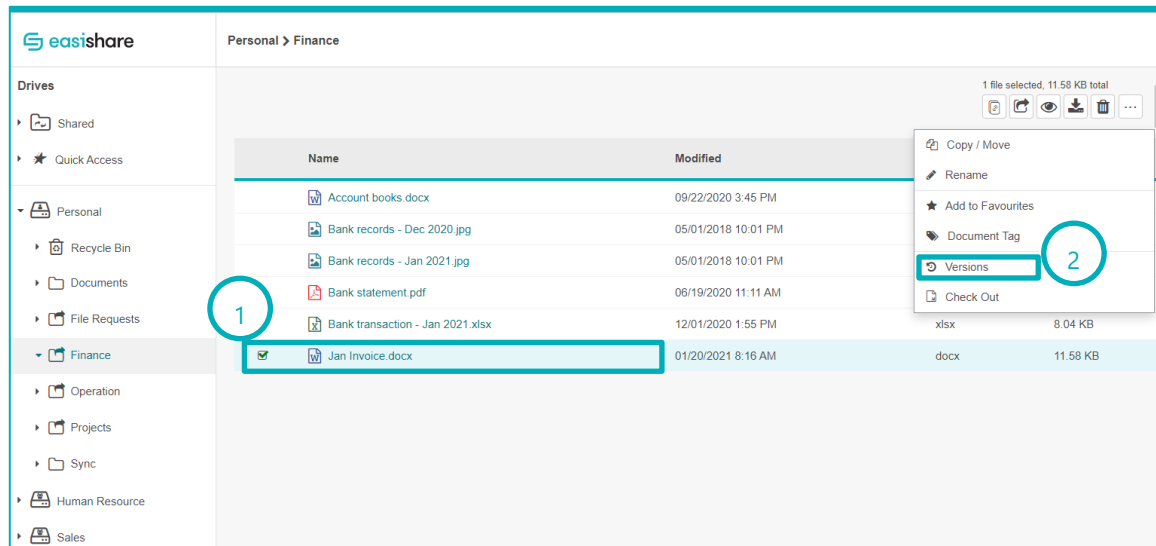 easishare
Personal > Finance
Drives
Shared
Quick Access
Personal
Recycle Bin
Documents
File Requests
Finance
Operation
Projects
Sync
Human Resource
Sales
1 file selected, 11.58 KB total
Name Modified
Account books.docx 09/22/2020 3:45 PM
Bank records - Dec 2020.jpg 05/01/2018 10:01 PM
Bank records - Jan 2021.jpg 05/01/2018 10:01 PM
Bank statement.pdf 06/19/2020 11:11 AM
Bank transaction - Jan 2021.xlsx 12/01/2020 1:55 PM xlsx 8.04 KB
Jan Invoice.docx 01/20/2021 8:16 AM docx 11.58 KB
1
Copy / Move
Rename
Add to Favourites
Document Tag
Versions
Check Out
2